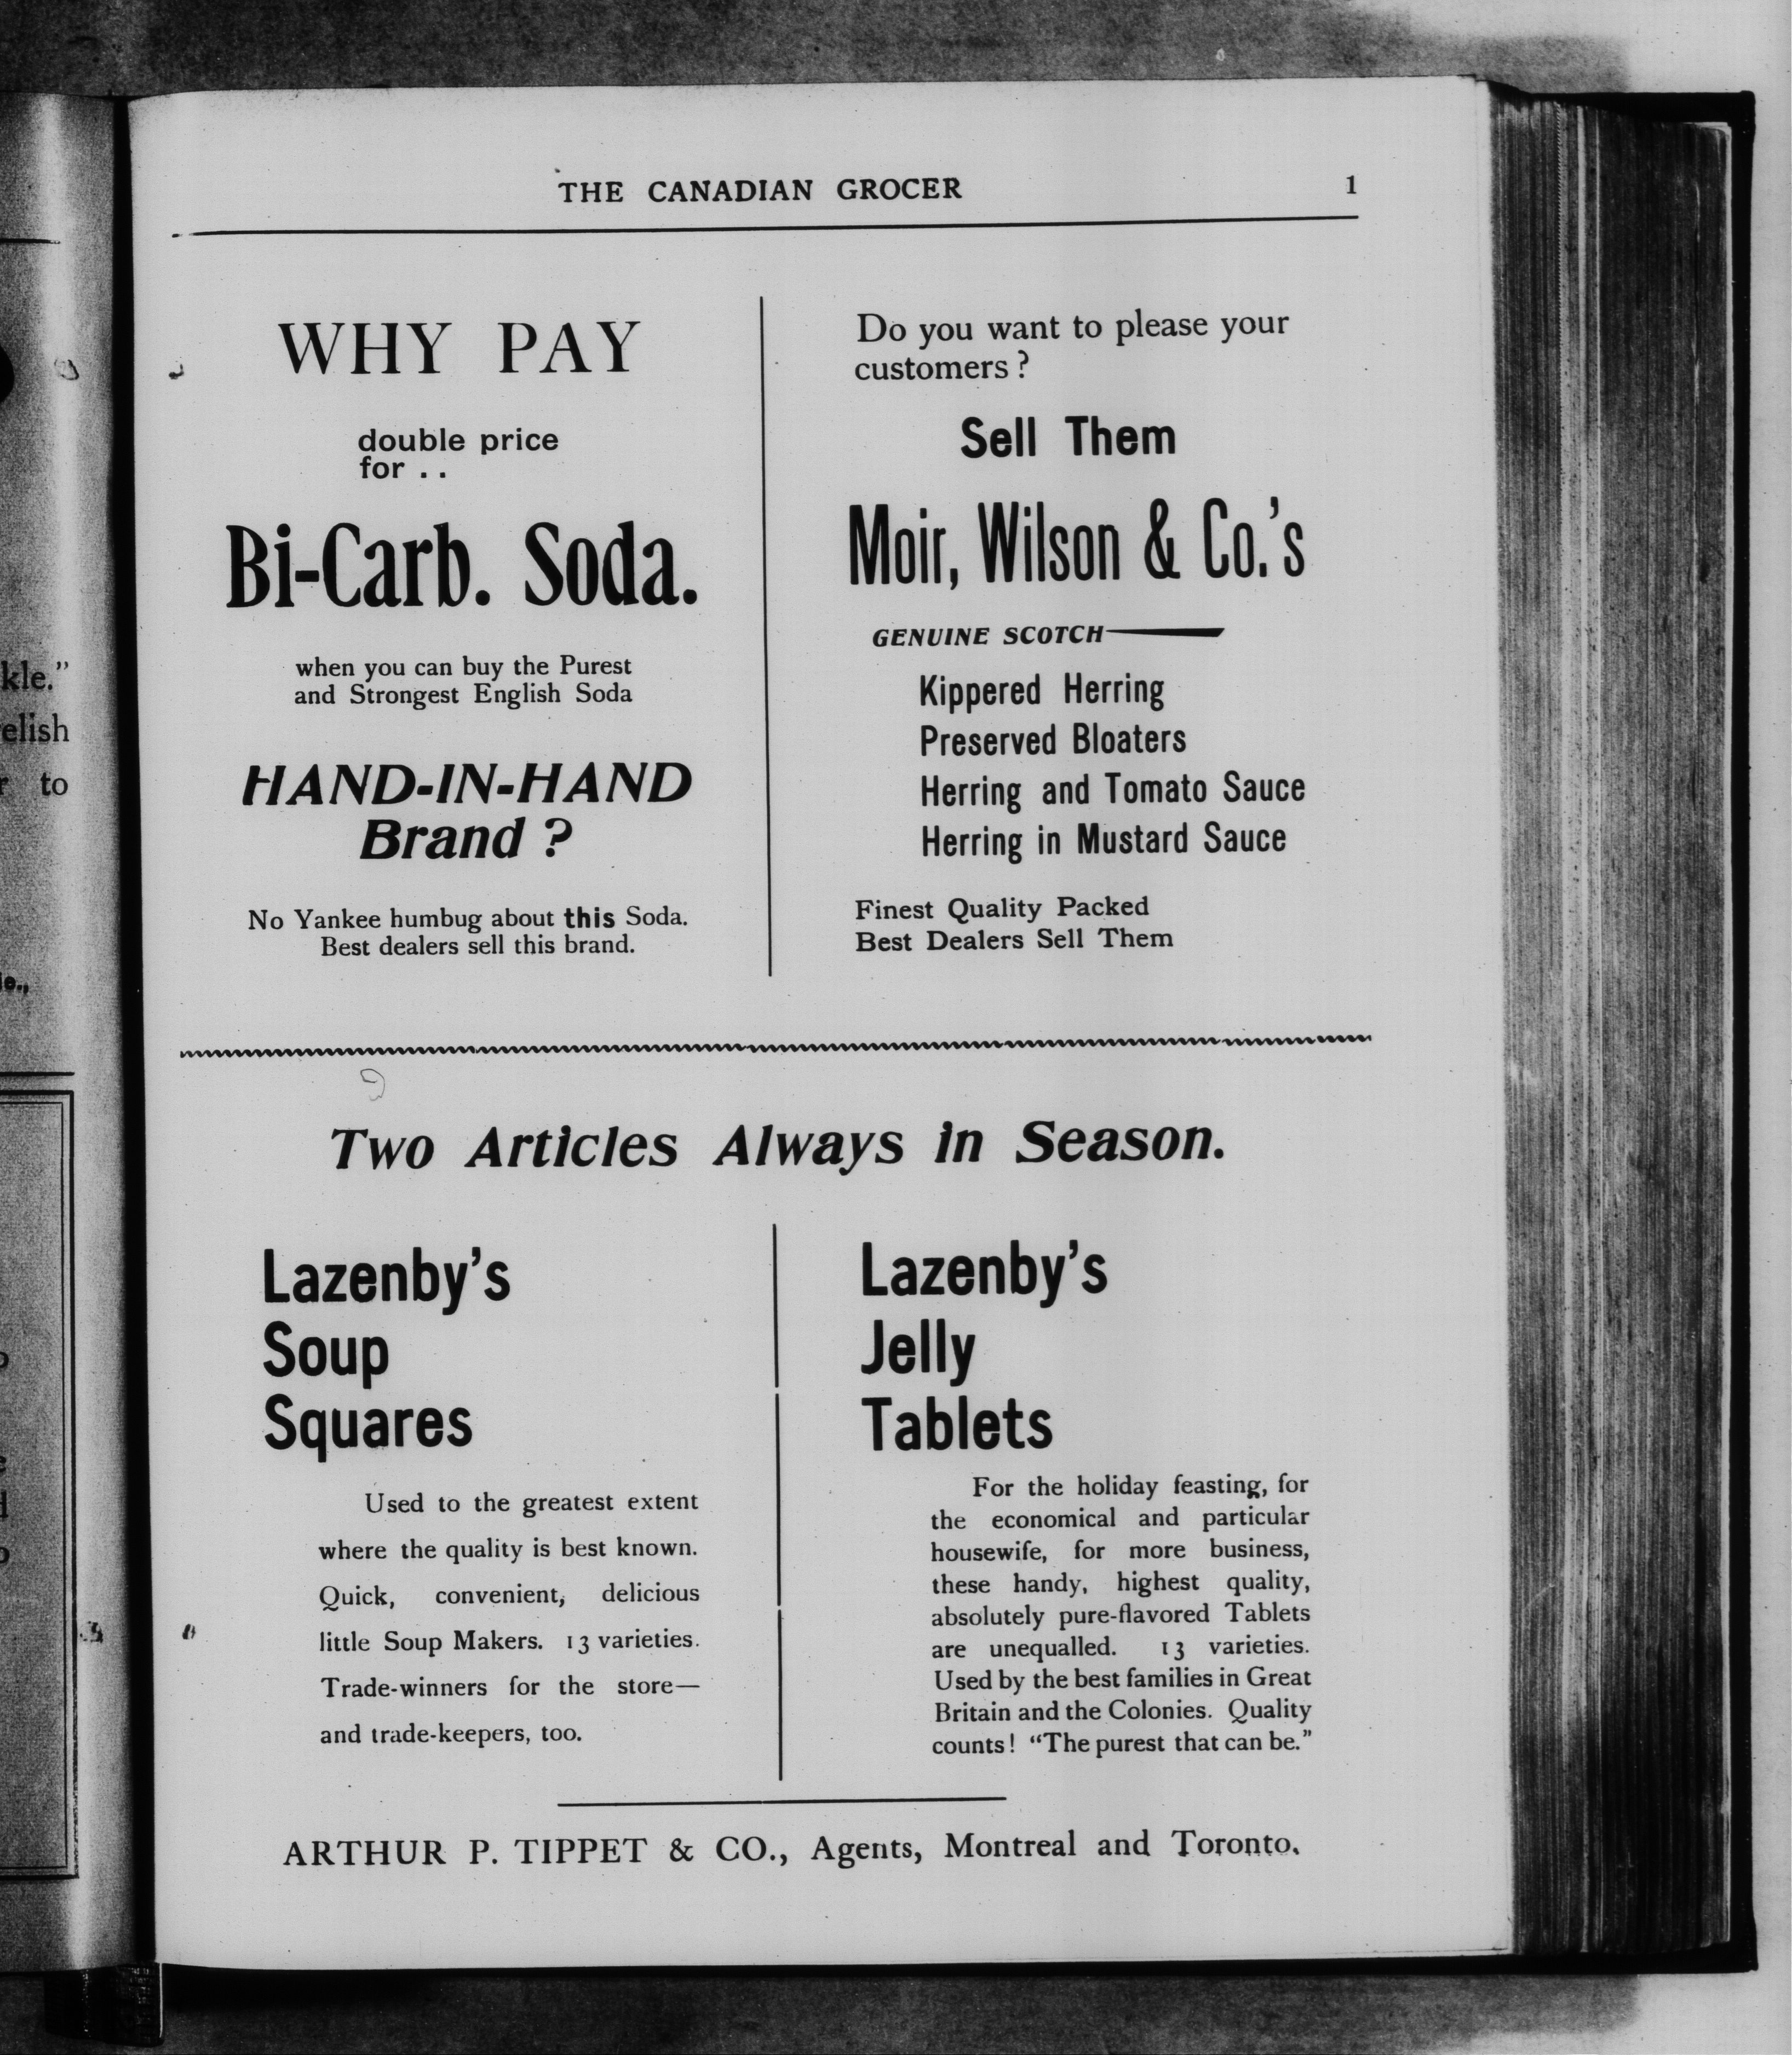 THE CANADIAN GROCER 1
WHY PAY
double price
for . .
Bi-Carb. Soda.
when you can buy the Purest
and Strongest English Soda
HAND-IN-HAND
Brand ?
No Yankee humbug about this Soda.
Best dealers sell this brand.
Do you want to please your
customers ?
Sell Them
Moir, Wilson & Co.'s
GENUINE SCOTCH
Kippered Herring
Preserved Bloaters
Herring and Tomato Sauce
Herring in Mustard Sauce
Finest Quality Packed
Best Dealers Sell Them
Two Articles Always in Season.
Lazenby's
Soup
Squares
Used to the greatest extent
where the quality is best known.
Quick, convenient, delicious
little Soup Makers. 13 varieties.
Trade-winners for the store—
and trade-keepers, too.
Lazenby's
Jelly
Tablets
For the holiday feasting, for
the economical and particular
housewife, for more business,
these handy, highest quality,
absolutely pure-flavored Tablets
are unequalled. 13 varieties.
Used by the best families in Great
Britain and the Colonies. Quality
counts! "The purest that can be."
ARTHUR P. TIPPET & CO., Agents, Montreal and Toronto.